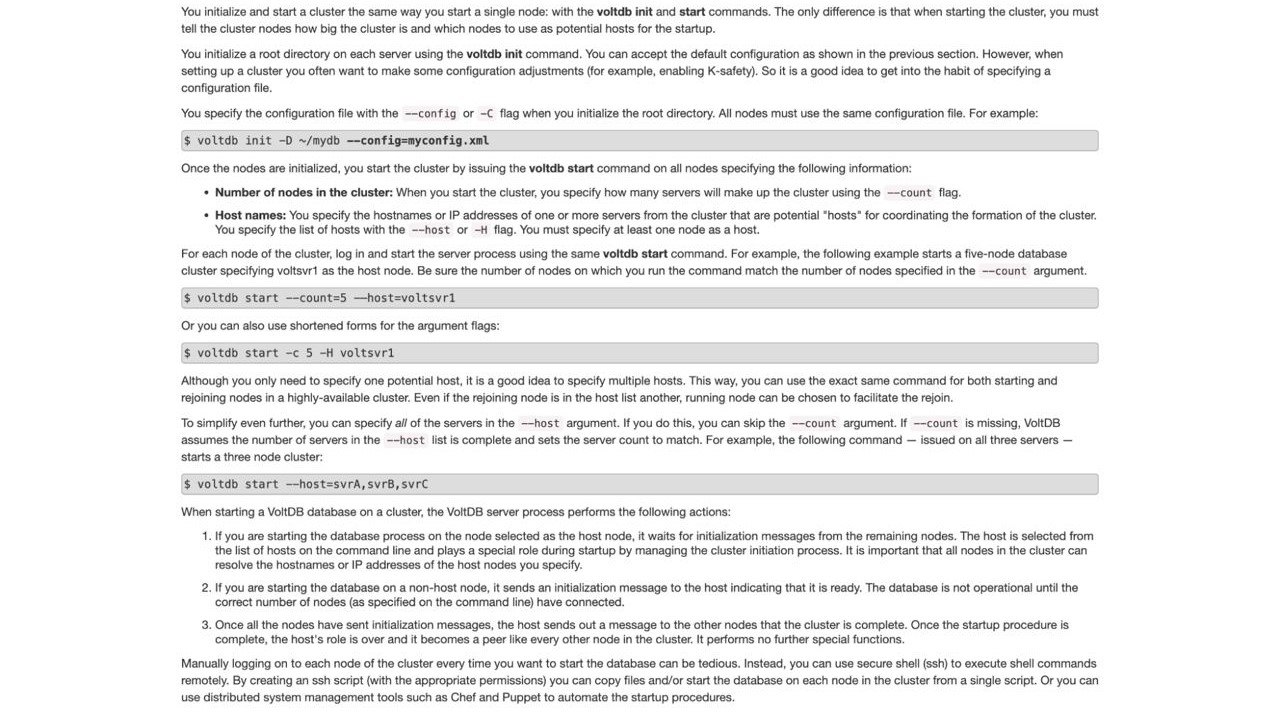 You initialize and start a cluster the same way you start a single node: with the voltdb init and start commands. The only difference is that when starting the cluster, you must
tell the cluster nodes how big the cluster is and which nodes to use as potential hosts for the startup.
You initialize a root directory on each server using the voltdb init command. You can accept the default configuration as shown in the previous section. However, when
setting up a cluster you often want to make some configuration adjustments (for example, enabling K-safety). So it is a good idea to get into the habit of specifying a
configuration file.
You specify the configuration file with the --config or -C flag when you initialize the root directory. All nodes must use the same configuration file. For example:
$ voltdb init -D ~/mydb --config=myconfig.xml
Once the nodes are initialized, you start the cluster by issuing the voltdb start command on all nodes specifying the following information:
• Number of nodes in the cluster: When you start the cluster, you specify how many servers will make up the cluster using the --count flag.
• Host names: You specify the hostnames or IP addresses of one or more servers from the cluster that are potential "hosts" for coordinating the formation of the cluster.
You specify the list of hosts with the --host or -H flag. You must specify at least one node as a host.
For each node of the cluster, log in and start the server process using the same voltdb start command. For example, the following example starts a five-node database
cluster specifying voltsvr1 as the host node. Be sure the number of nodes on which you run the command match the number of nodes specified in the --count argument.
$ voltdb start --count=5 --host=voltsvr1
Or you can also use shortened forms for the argument flags:
$ voltdb start -c 5 -H voltsvr1
Although you only need to specify one potential host, it is a good idea to specify multiple hosts. This way, you can use the exact same command for both starting and
rejoining nodes in a highly-available cluster. Even if the rejoining node is in the host list another, running node can be chosen to facilitate the rejoin.
To simplify even further, you can specify all of the servers in the --host argument. If you do this, you can skip the --count argument. If --count is missing, VoltDB
assumes the number of servers in the --host list is complete and sets the server count to match. For example, the following command — issued on all three servers —
starts a three node cluster:
$ voltdb start --host=svrA,svrB,svrC
When starting a VoltDB database on a cluster, the VoltDB server process performs the following actions:
1. If you are starting the database process on the node selected as the host node, it waits for initialization messages from the remaining nodes. The host is selected from
the list of hosts on the command line and plays a special role during startup by managing the cluster initiation process. It is important that all nodes in the cluster can
resolve the hostnames or IP addresses of the host nodes you specify.
2. If you are starting the database on a non-host node, it sends an initialization message to the host indicating that it is ready. The database is not operational until the
correct number of nodes (as specified on the command line) have connected.
3. Once all the nodes have sent initialization messages, the host sends out a message to the other nodes that the cluster is complete. Once the startup procedure is
complete, the host's role is over and it becomes a peer like every other node in the cluster. It performs no further special functions.
Manually logging on to each node of the cluster every time you want to start the database can be tedious. Instead, you can use secure shell (ssh) to execute shell commands
remotely. By creating an ssh script (with the appropriate permissions) you can copy files and/or start the database on each node in the cluster from a single script. Or you can
use distributed system management tools such as Chef and Puppet to automate the startup procedures.